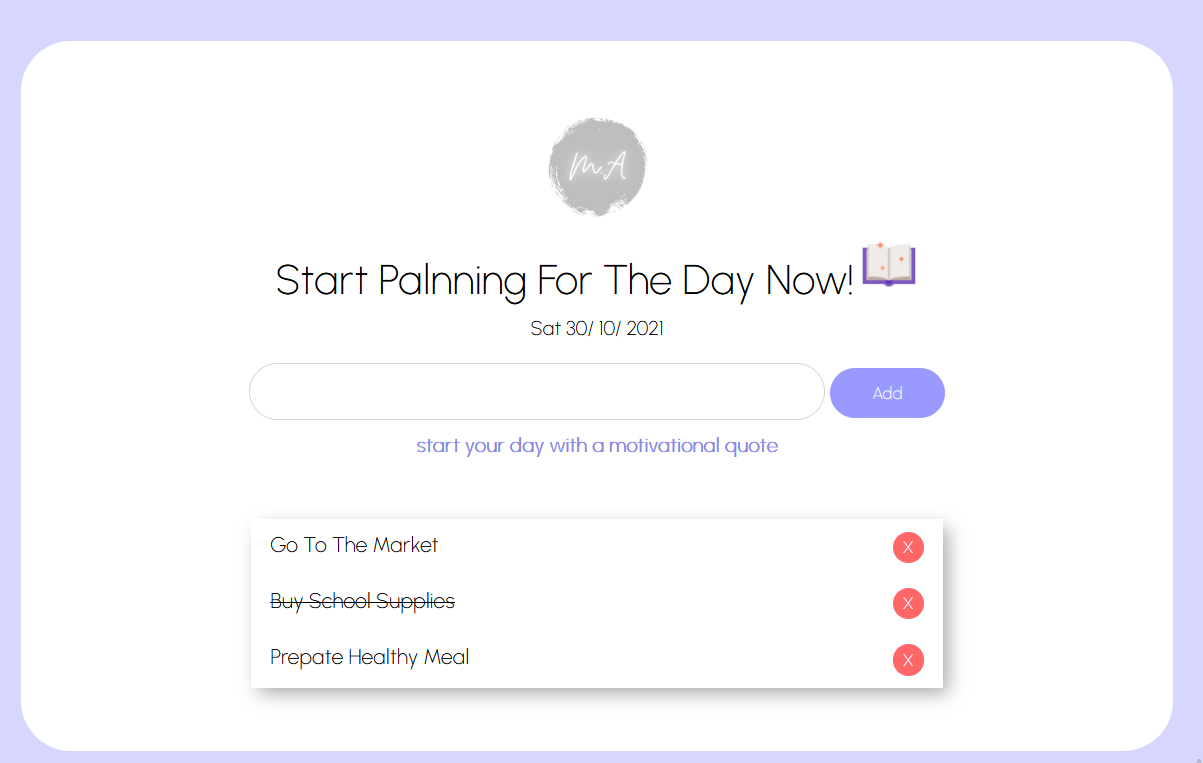 M.A
Start Palnning For The Day Now!
Sat 30/ 10/ 2021
Add
start your day with a motivational quote
Go To The Market X
Buy School Supplies X
Prepate Healthy Meal X